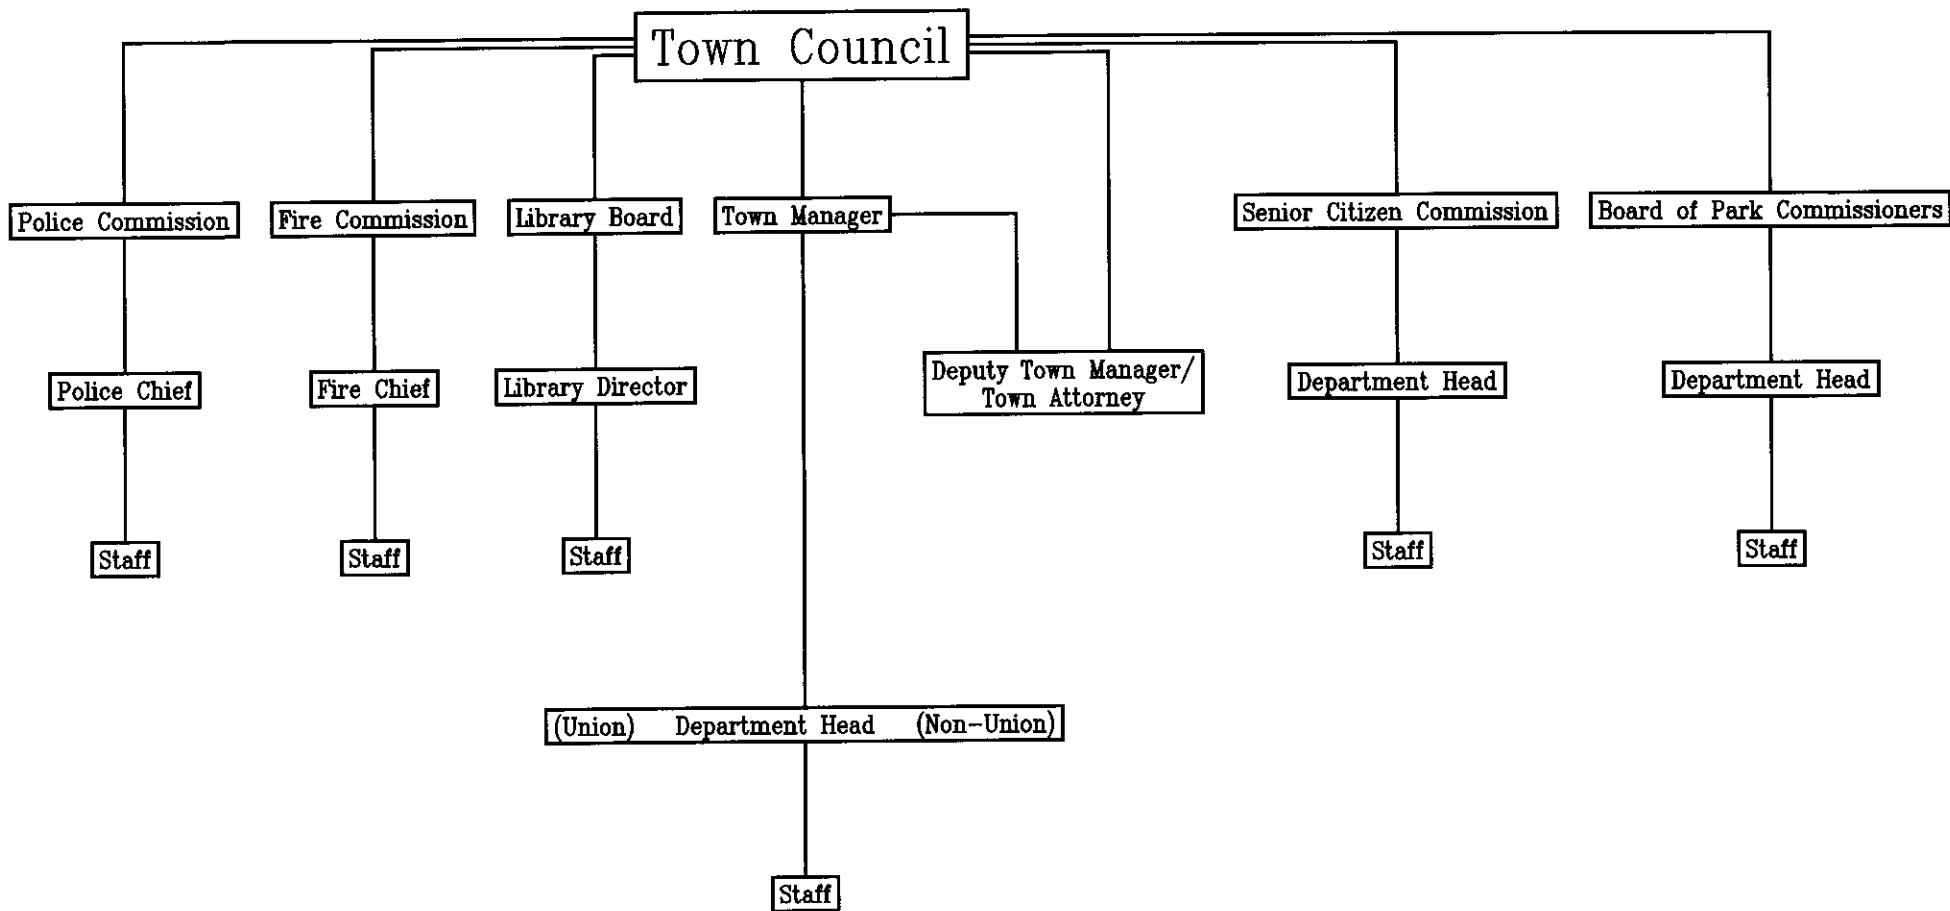 Town Council
Police Commission
Fire Commission
Library Board
Town Manager
Senior Citizen Commission
Board of Park Commissioners
Police Chief
Fire Chief
Library Director
Deputy Town Manager/
Town Attorney
Department Head
Department Head
Staff
Staff
Staff
Staff
Staff
(Union) Department Head (Non-Union)
Staff